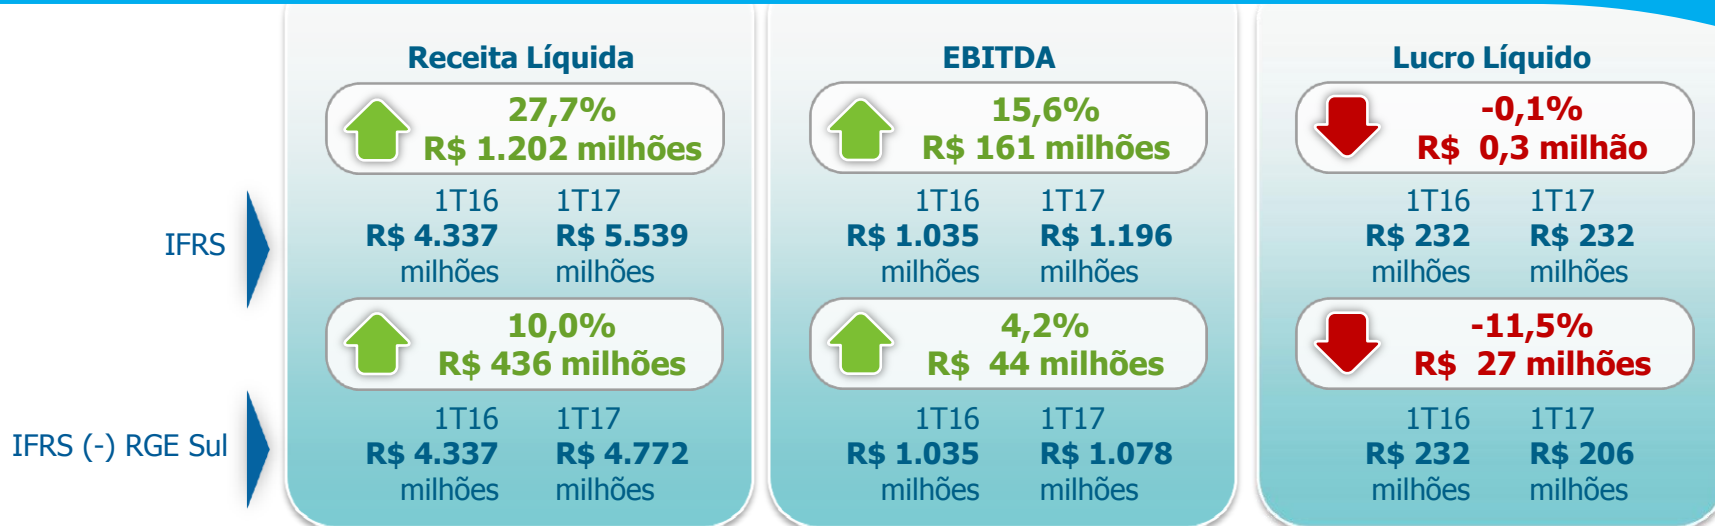 Receita Líquida
27,7%
R$ 1.202 milhões
IFRS
1T16 1T17
R$ 4.337 R$ 5.539
milhões milhões
10,0%
R$ 436 milhões
IFRS (-) RGE Sul
1T16 1T17
R$ 4.337 R$ 4.772
milhões milhões
EBITDA
15,6%
R$ 161 milhões
1T16 1T17
R$ 1.035 R$ 1.196
milhões milhões
4,2%
R$ 44 milhões
1T16 1T17
R$ 1.035 R$ 1.078
milhões milhões
Lucro Líquido
-0,1%
R$ 0,3 milhão
1T16 1T17
R$ 232 R$ 232
milhões milhões
-11,5%
R$ 27 milhões
1T16 1T17
R$ 232 R$ 206
milhões milhões